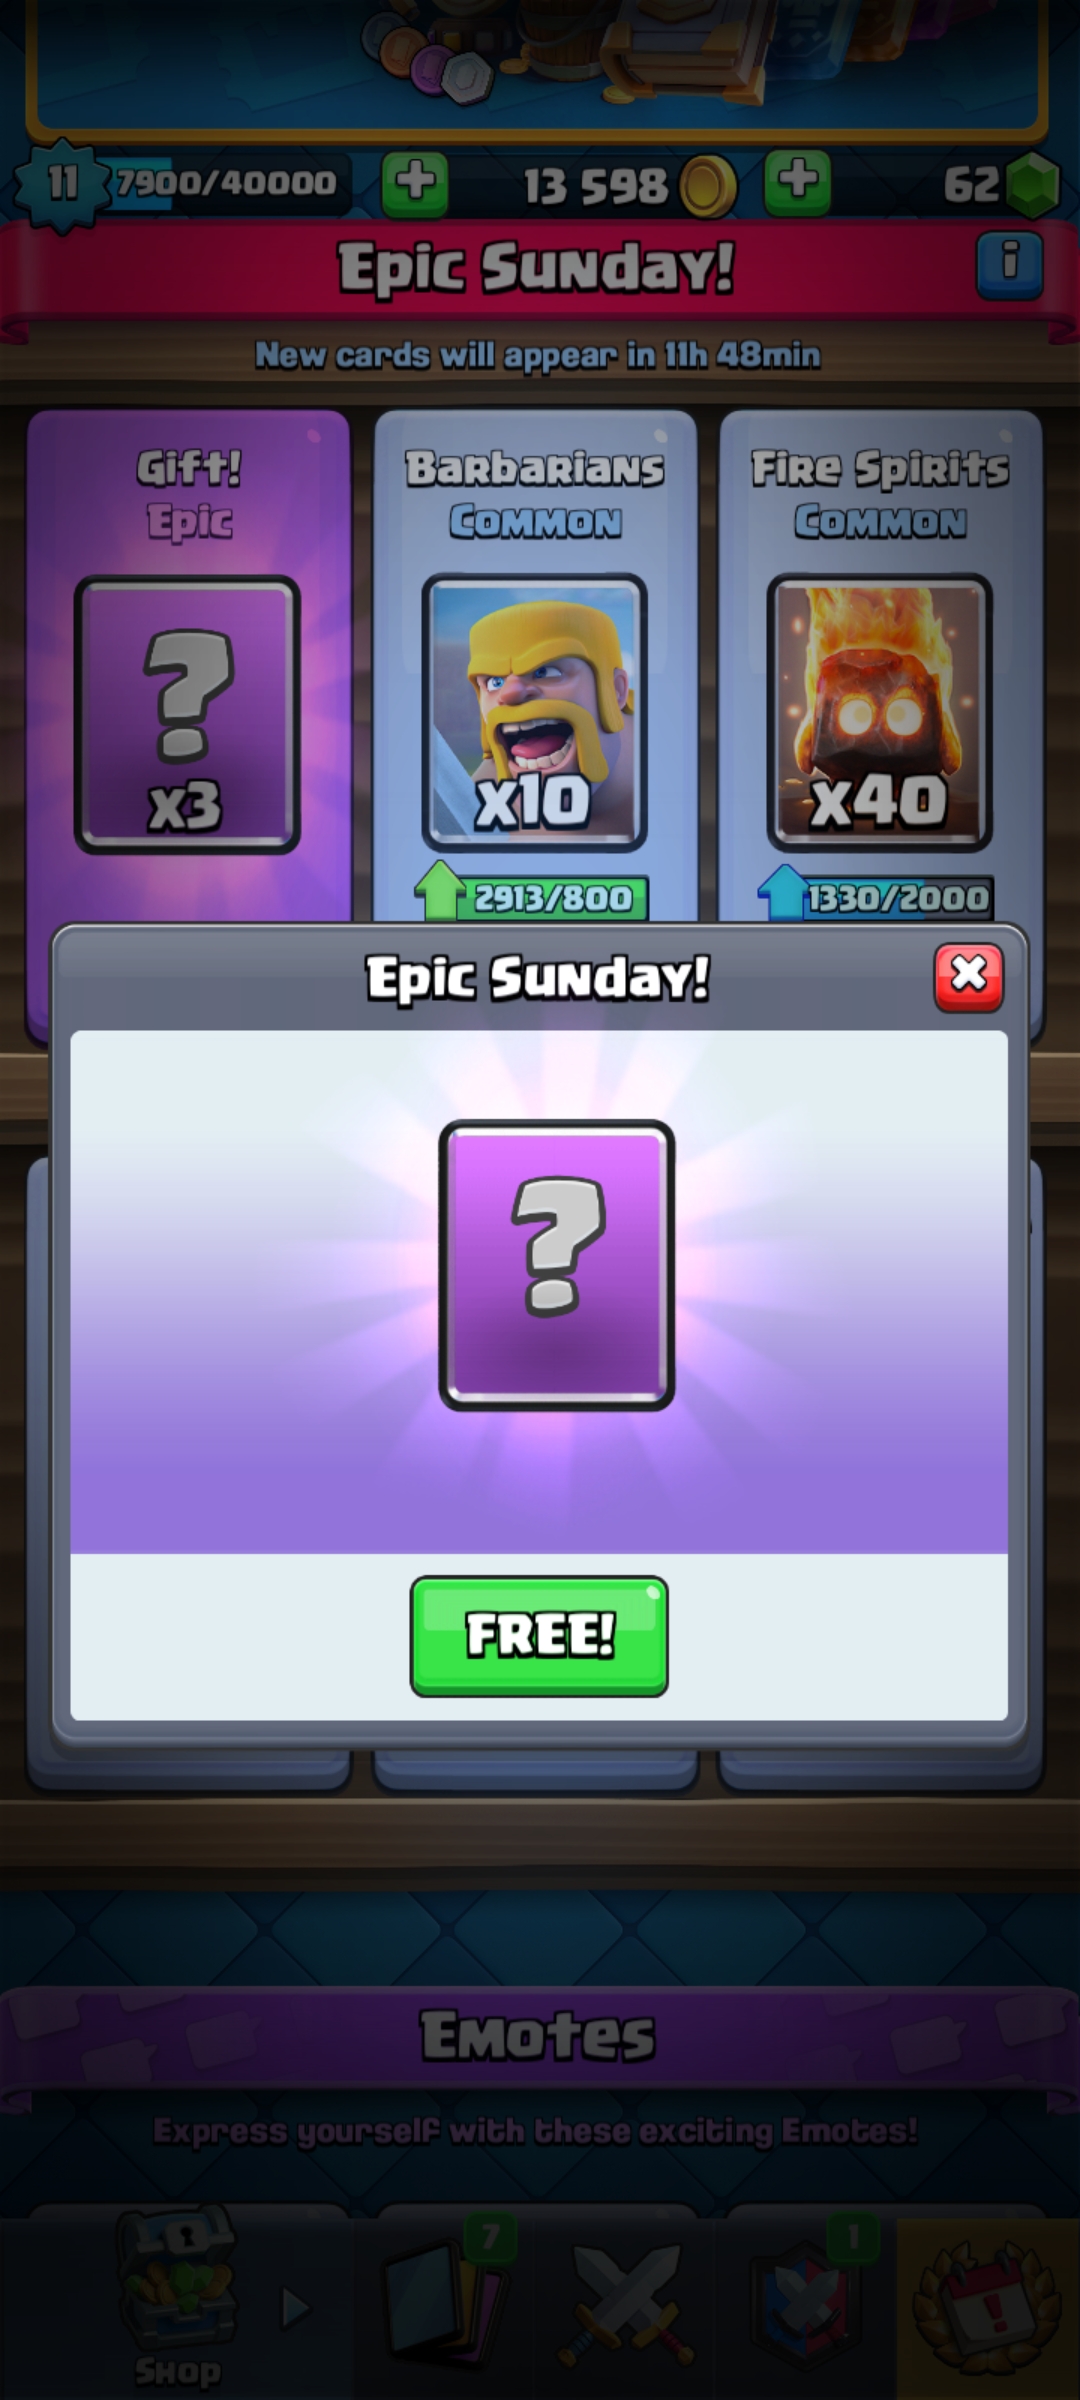 11 7900/40000 13 598 62
Epic Sunday!
i
New cards will appear in 11h 48min
Gift!
Epic
?
x3
Barbarians
Common
x10
2913/800
Fire Spirits
Common
x40
1330/2000
Epic Sunday!
?
FREE!
Emotes
Express yourself with these exciting Emotes!
7
1
Shop